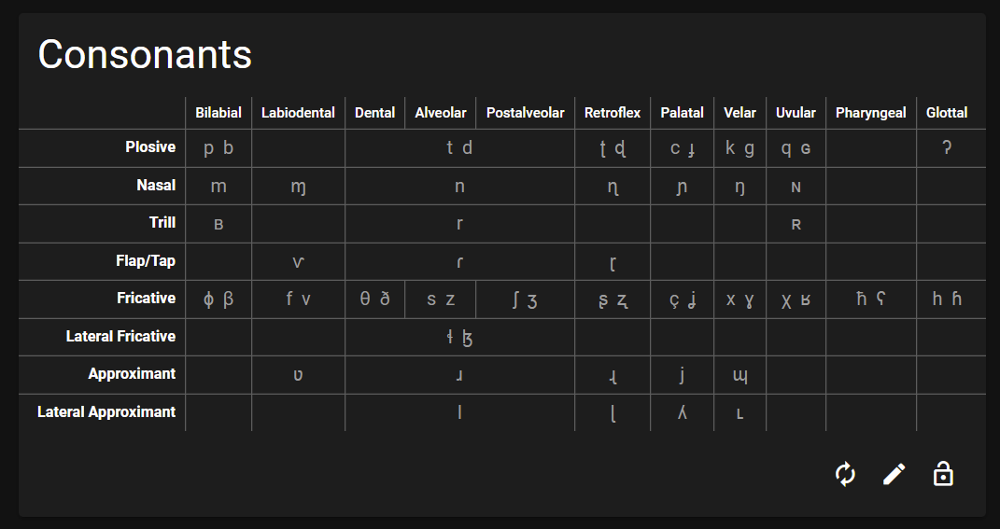 Consonants
Bilabial Labiodental Dental Alveolar Postalveolar Retroflex Palatal Velar Uvular Pharyngeal Glottal
Plosive p b t d ʈ ɖ c ɟ k ɡ q ɢ ʔ
Nasal m ɱ n ɳ ɲ ŋ ɴ
Trill ʙ r ʀ
Flap/Tap ⱱ ɾ ɽ
Fricative ɸ β f v θ ð s z ʃ ʒ ʂ ʐ ç ʝ x ɣ χ ʁ ħ ʕ h ɦ
Lateral Fricative ɬ ɮ
Approximant ʋ ɹ ɻ j ɰ
Lateral Approximant l ɭ ʎ ʟ